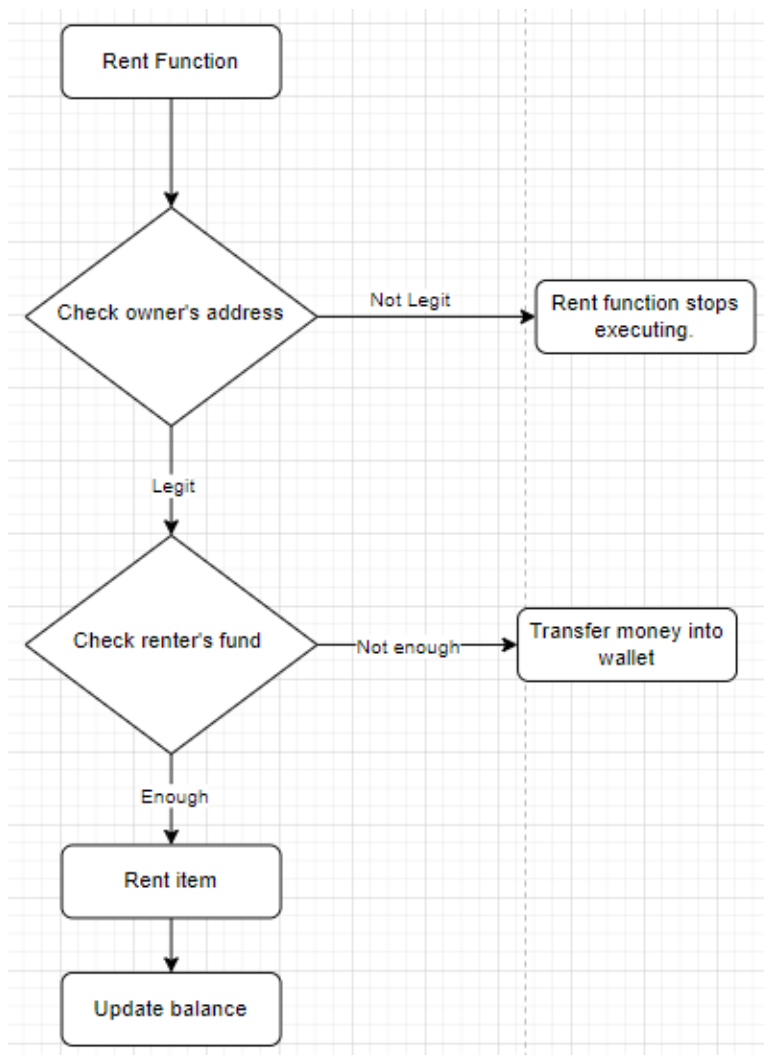 Rent Function
Check owner's address
Not Legit
Rent function stops
executing.
Legit
Check renter's fund
Not enough
Transfer money into
wallet
Enough
Rent item
Update balance